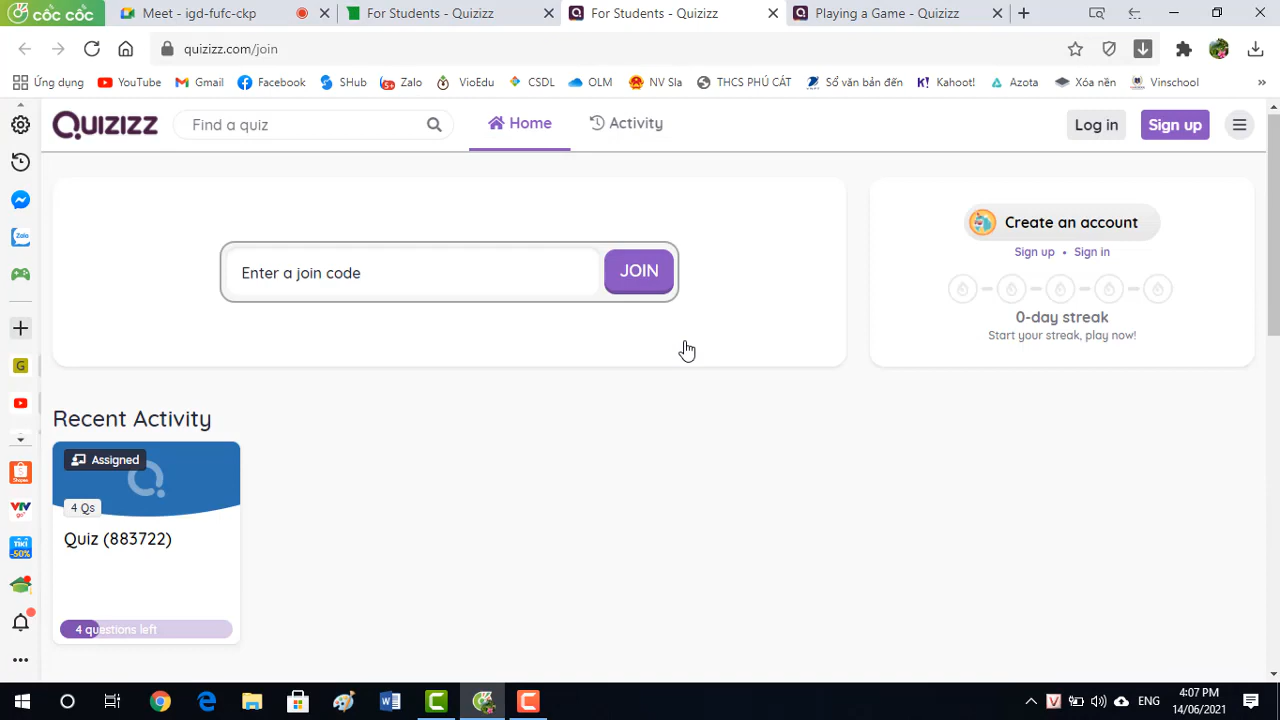 cốc cốc
Meet - igd-fufc-ckp
For Students - Quizizz
For Students - Quizizz
Playing a Game - Quizizz
quizizz.com/join
Ứng dụng
YouTube
Gmail
Facebook
SHub
Zalo
VioEdu
CSDL
OLM
NV Sla
THCS PHÚ CÁT
Sổ văn bản đến
Kahoot!
Azota
Xóa nền
Vinschool
Quizizz
Find a quiz
Home
Activity
Log in
Sign up
Enter a join code
JOIN
Create an account
Sign up • Sign in
0-day streak
Start your streak, play now!
Recent Activity
Assigned
4 Qs
Quiz (883722)
4 questions left
ENG
4:07 PM
14/06/2021